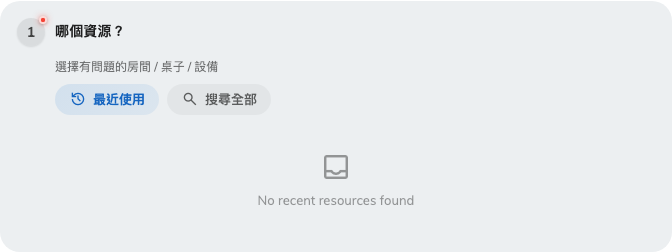 1 哪個資源？
選擇有問題的房間 / 桌子 / 設備
最近使用 搜尋全部
No recent resources found